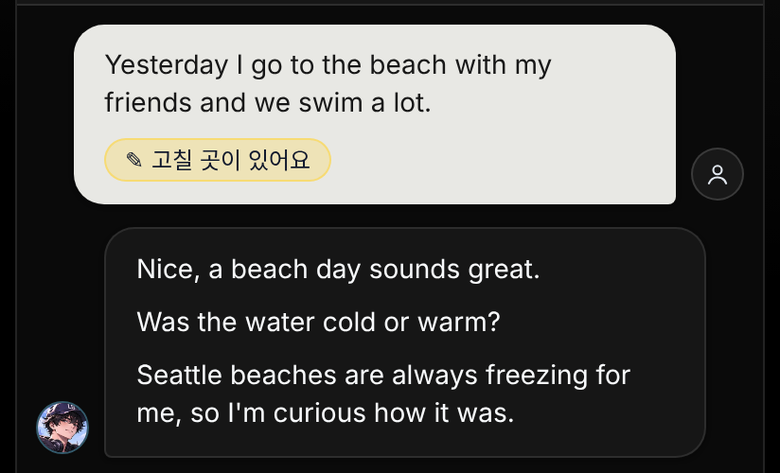 Yesterday I go to the beach with my
friends and we swim a lot.
✎ 고칠 곳이 있어요
Nice, a beach day sounds great.
Was the water cold or warm?
Seattle beaches are always freezing for
me, so I'm curious how it was.